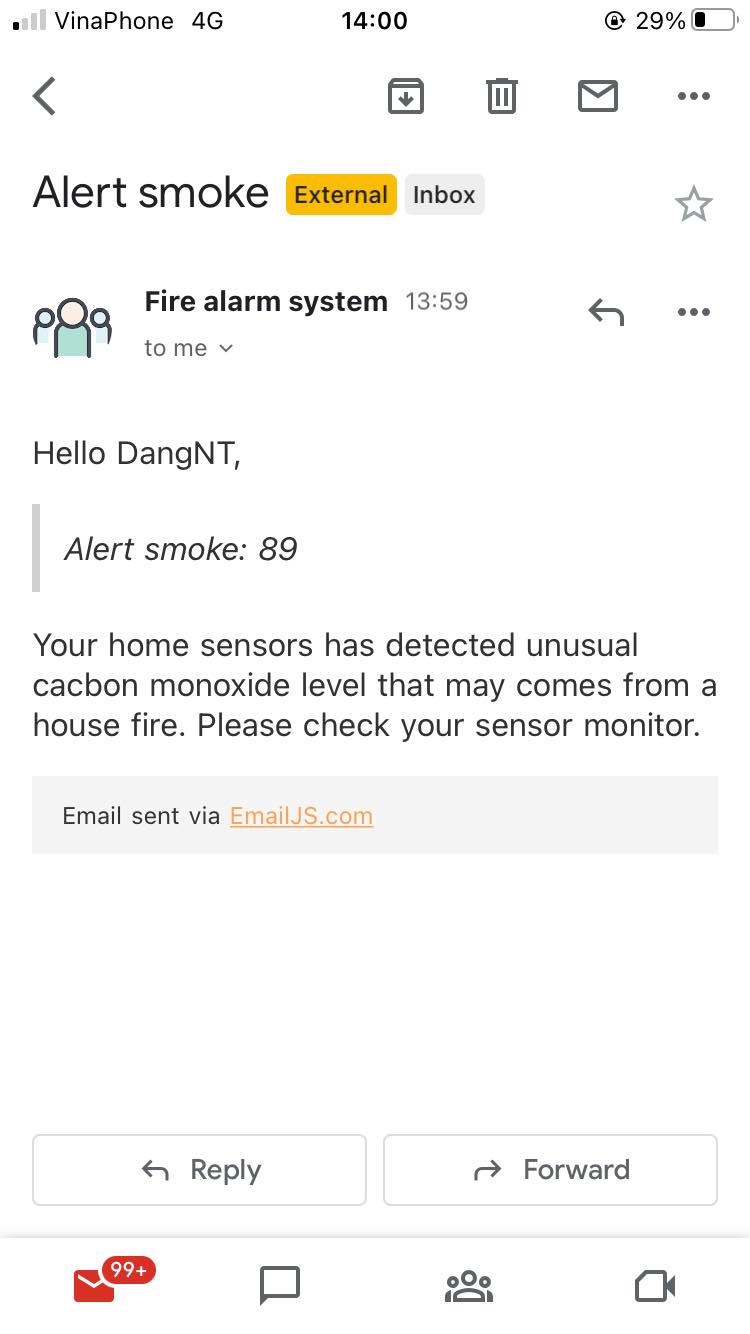 VinaPhone 4G 14:00 29%
Alert smoke External Inbox
Fire alarm system 13:59
to me
Hello DangNT,
Alert smoke: 89
Your home sensors has detected unusual
cacbon monoxide level that may comes from a
house fire. Please check your sensor monitor.
Email sent via EmailJS.com
Reply Forward
99+